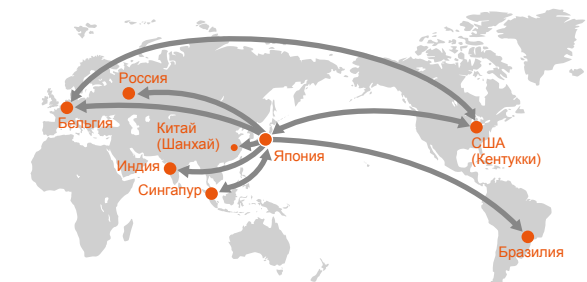 Россия
Бельгия
Китай
(Шанхай)
Япония
США
(Кентукки)
Индия
Сингапур
Бразилия